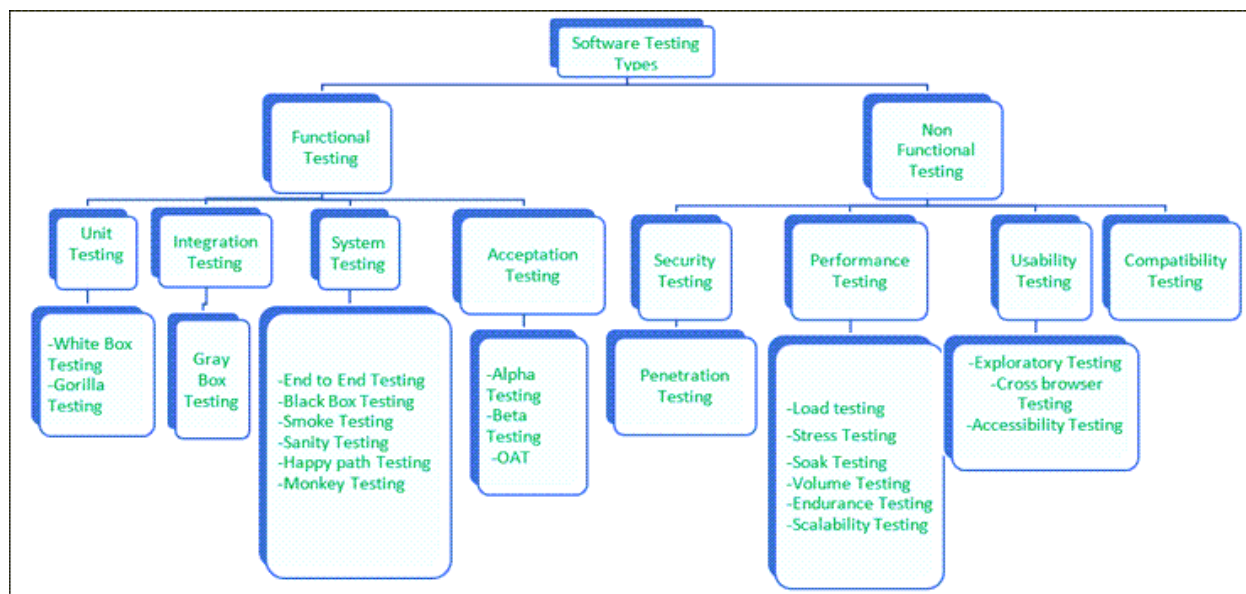 Software Testing
Types
Functional
Testing
Non
Functional
Testing
Unit
Testing
Integration
Testing
System
Testing
Acceptation
Testing
Security
Testing
Performance
Testing
Usability
Testing
Compatibility
Testing
-White Box
Testing
-Gorilla
Testing
Gray
Box
Testing
-End to End Testing
-Black Box Testing
-Smoke Testing
-Sanity Testing
-Happy path Testing
-Monkey Testing
-Alpha
Testing
-Beta
Testing
-OAT
Penetration
Testing
-Load testing
-Stress Testing
-Soak Testing
-Volume Testing
-Endurance Testing
-Scalability Testing
-Exploratory Testing
-Cross browser
Testing
-Accessibility Testing